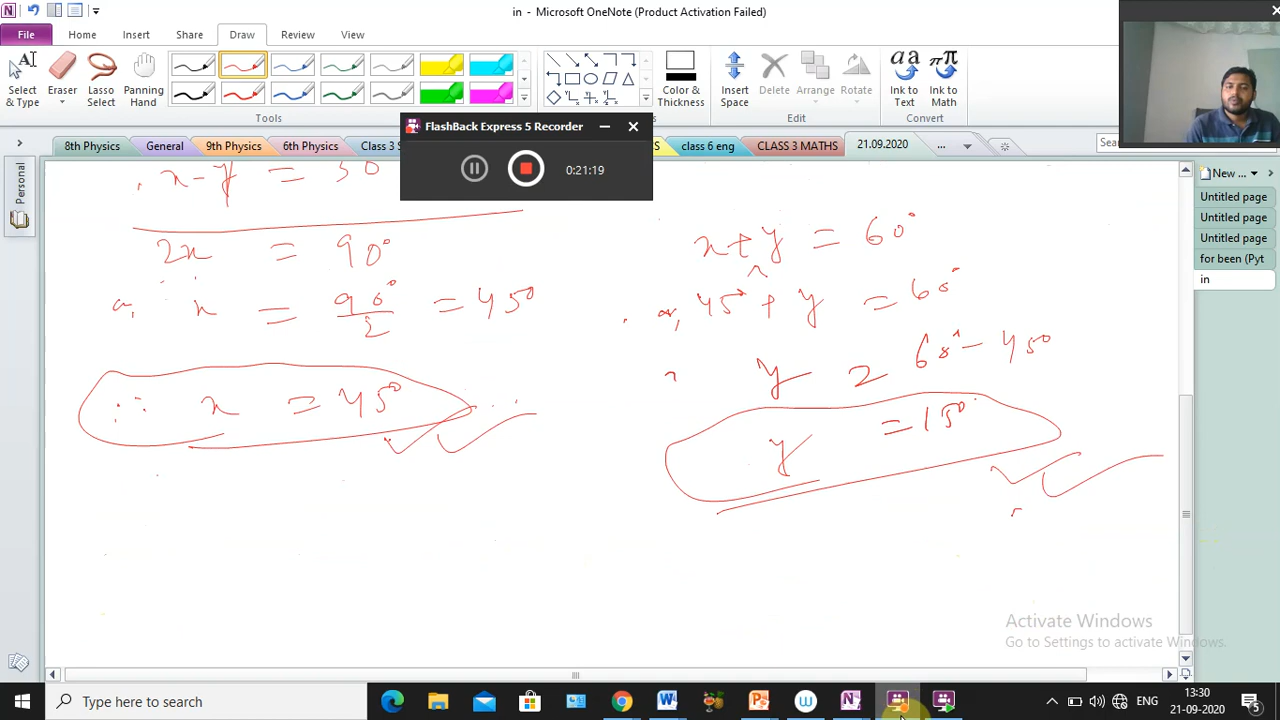 in - Microsoft OneNote (Product Activation Failed)
File Home Insert Share Draw Review View
Select & Type
Eraser
Lasso Select
Panning Hand
Color & Thickness
Insert Space
Delete
Arrange
Rotate
Ink to Text
Ink to Math
Tools
Edit
Convert
FlashBack Express 5 Recorder
0:21:19
8th Physics General 9th Physics 6th Physics Class 3 class 6 eng CLASS 3 MATHS 21.09.2020 ...
Personal
New ...
Untitled page
Untitled page
Untitled page
for been (Pyt
in
x - y = 30
2x = 90°
x = 90°/2 = 45°
∴ x = 45°
x + y = 60°
or, 45° + y = 60°
y = 60° - 45°
y = 15°
Activate Windows
Go to Settings to activate Windows.
Type here to search
ENG
13:30
21-09-2020
5